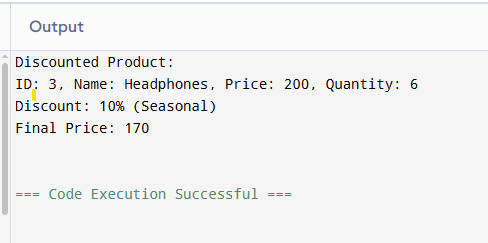 Output
Discounted Product:
ID: 3, Name: Headphones, Price: 200, Quantity: 6
Discount: 10% (Seasonal)
Final Price: 170
=== Code Execution Successful ===